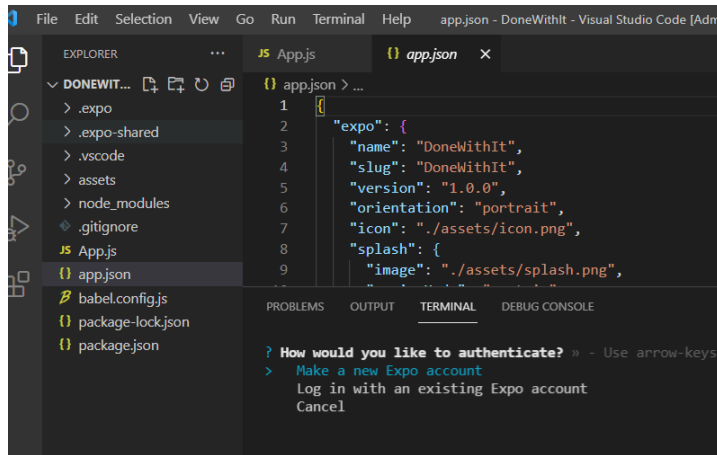 File Edit Selection View Go Run Terminal Help app.json - DoneWithIt - Visual Studio Code [Adm
EXPLORER ...
JS App.js {} app.json ×
DONEWIT...
{} app.json > ...
> .expo
> .expo-shared
> .vscode
> assets
> node_modules
.gitignore
JS App.js
{} app.json
babel.config.js
{} package-lock.json
{} package.json
1 {
2 "expo": {
3 "name": "DoneWithIt",
4 "slug": "DoneWithIt",
5 "version": "1.0.0",
6 "orientation": "portrait",
7 "icon": "./assets/icon.png",
8 "splash": {
9 "image": "./assets/splash.png",
PROBLEMS OUTPUT TERMINAL DEBUG CONSOLE
? How would you like to authenticate? » - Use arrow-keys
> Make a new Expo account
Log in with an existing Expo account
Cancel